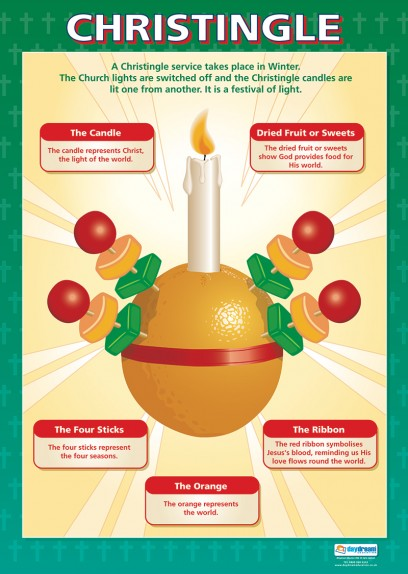 CHRISTINGLE
A Christingle service takes place in Winter.
The Church lights are switched off and the Christingle candles are
lit one from another. It is a festival of light.
The Candle
The candle represents Christ,
the light of the world.
Dried Fruit or Sweets
The dried fruit or sweets
show God provides food for
His world.
The Four Sticks
The four sticks represent
the four seasons.
The Ribbon
The red ribbon symbolises
Jesus's blood, reminding us His
love flows round the world.
The Orange
The orange represents
the world.
daydream